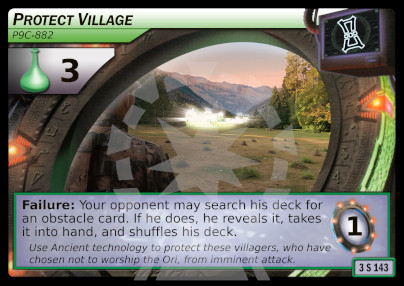 PROTECT VILLAGE
P9C-882
3
Failure: Your opponent may search his deck for
an obstacle card. If he does, he reveals it, takes
it into hand, and shuffles his deck.
1
Use Ancient technology to protect these villagers, who have
chosen not to worship the Ori, from imminent attack.
3 S 143